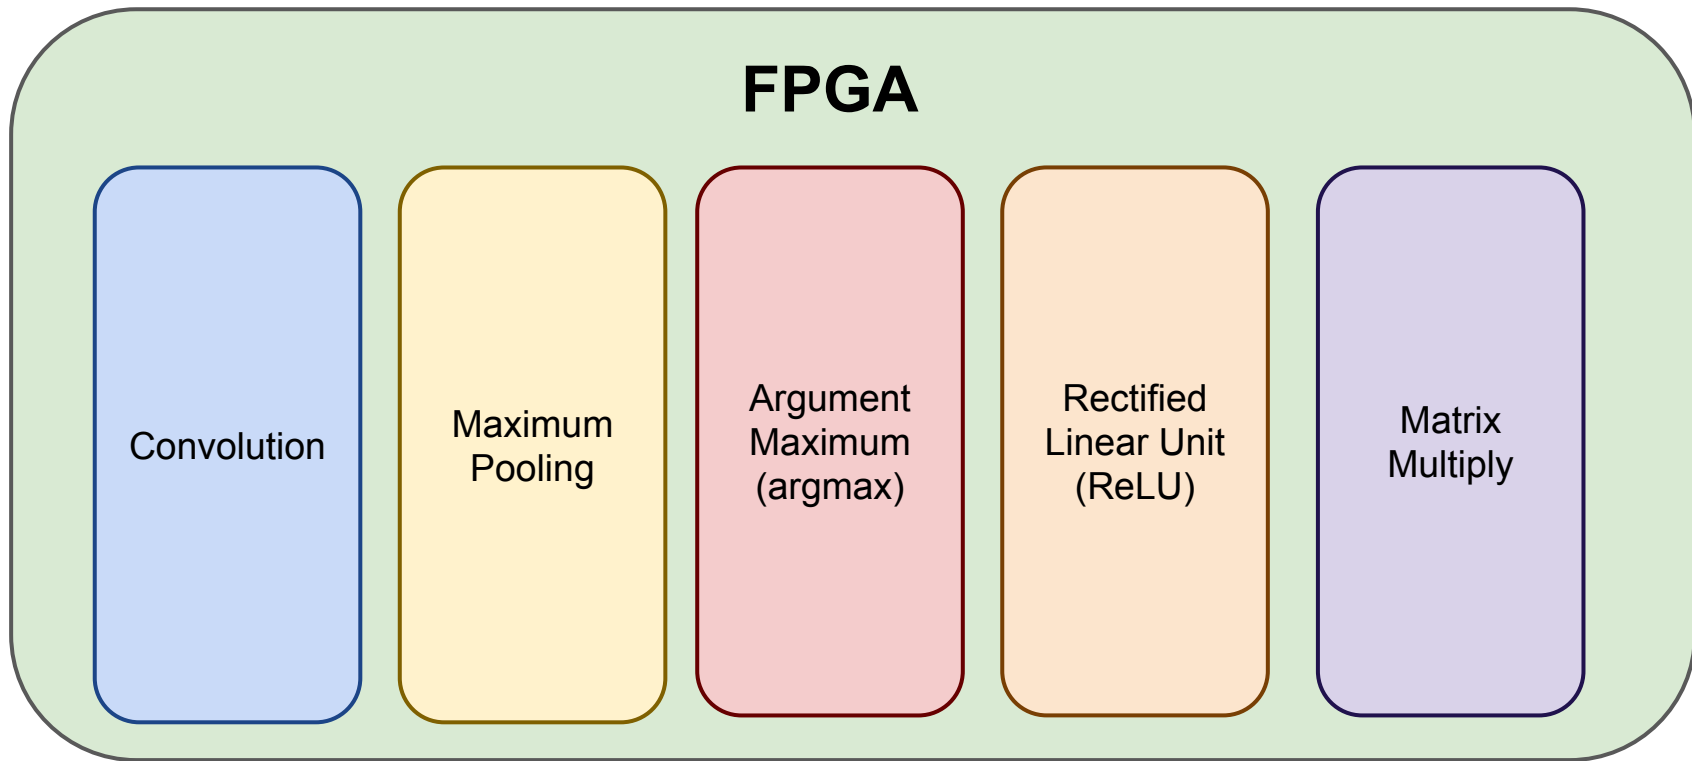 FPGA
Convolution
Maximum
Pooling
Argument
Maximum
(argmax)
Rectified
Linear Unit
(ReLU)
Matrix
Multiply